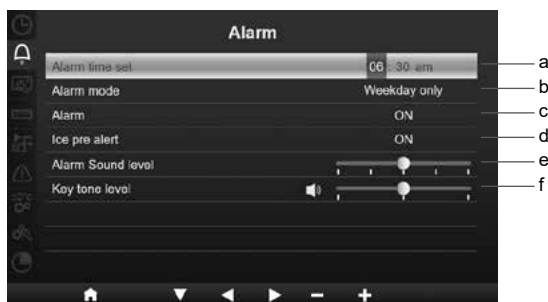 Alarm
Alarm time set 06 : 30 am a
Alarm mode Weekday only b
Alarm ON c
Ice pre alert ON d
Alarm Sound level e
Key tone level f